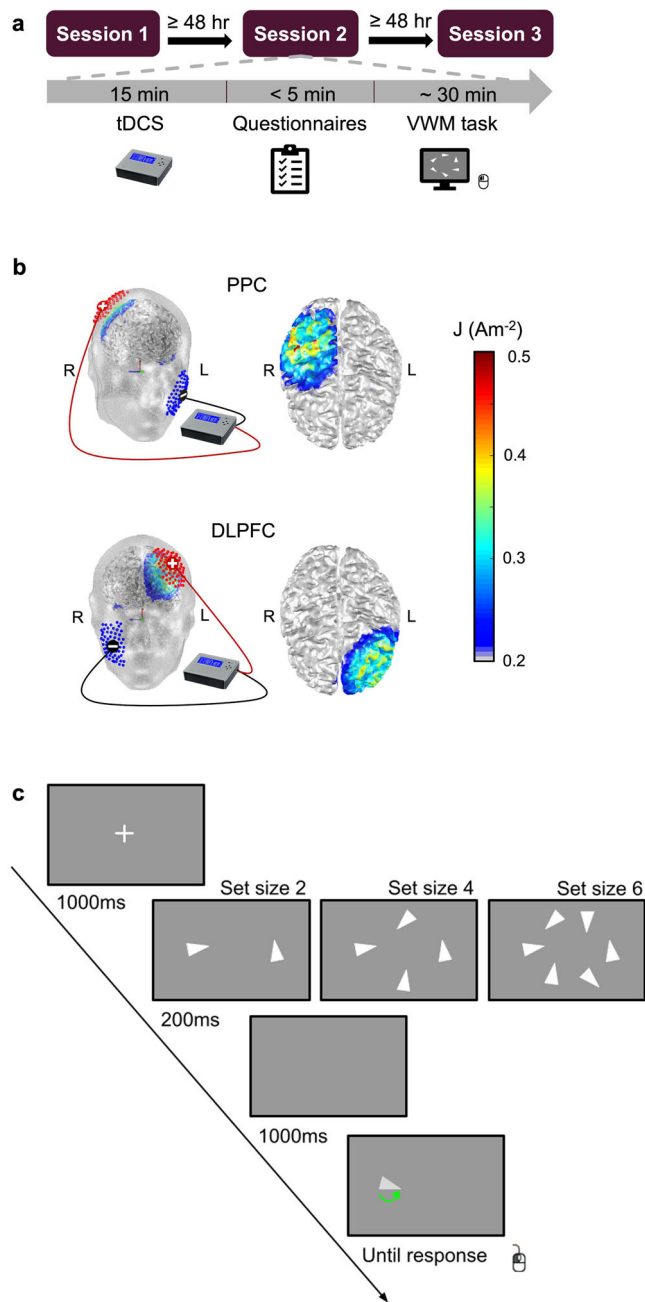 a
Session 1
≥ 48 hr
Session 2
≥ 48 hr
Session 3
15 min
< 5 min
~ 30 min
tDCS
Questionnaires
VWM task
b
PPC
J (Am-2)
R
L
R
L
0.5
0.4
0.3
0.2
DLPFC
R
L
R
L
c
1000ms
Set size 2
Set size 4
Set size 6
200ms
1000ms
Until response